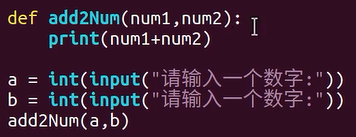 def add2Num(num1,num2):
    print(num1+num2)
a = int(input("请输入一个数字:"))
b = int(input("请输入一个数字:"))
add2Num(a,b)